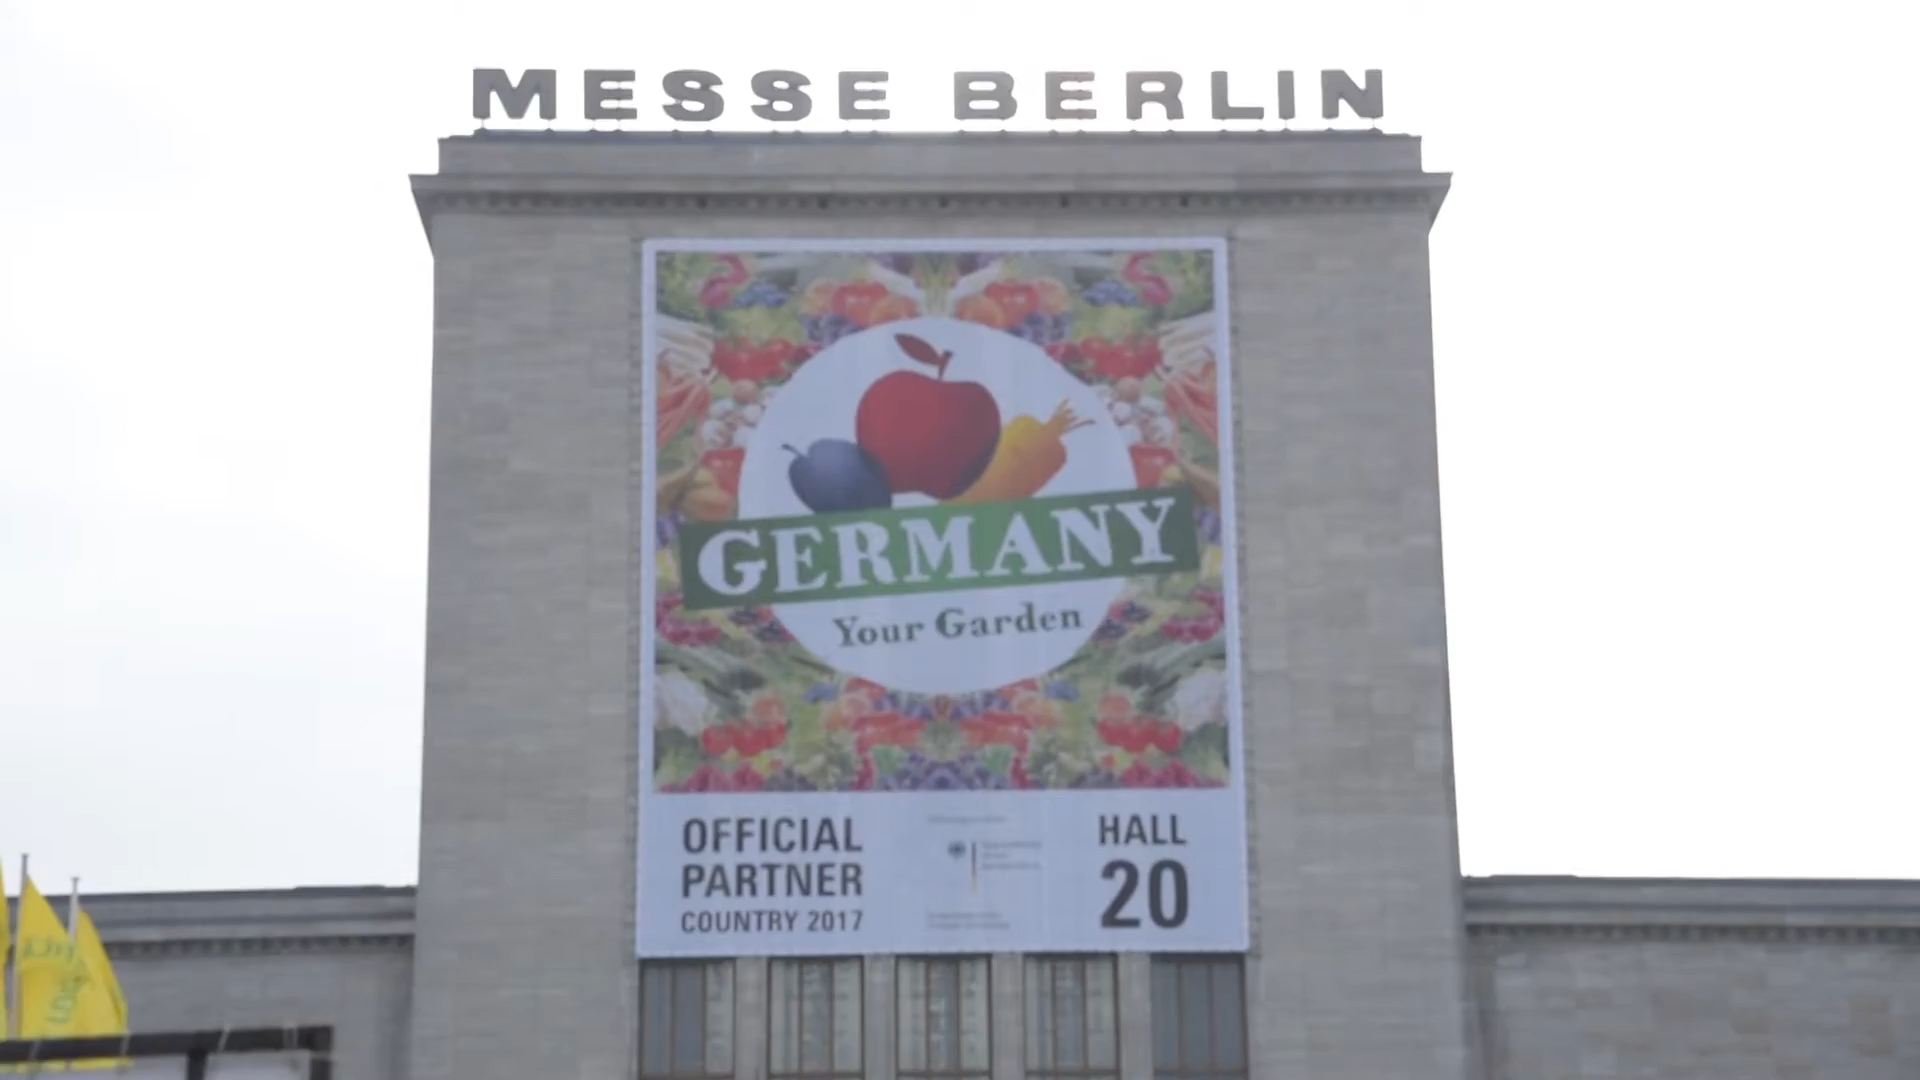 MESSE BERLIN
GERMANY
Your Garden
OFFICIAL
PARTNER
COUNTRY 2017
HALL
20